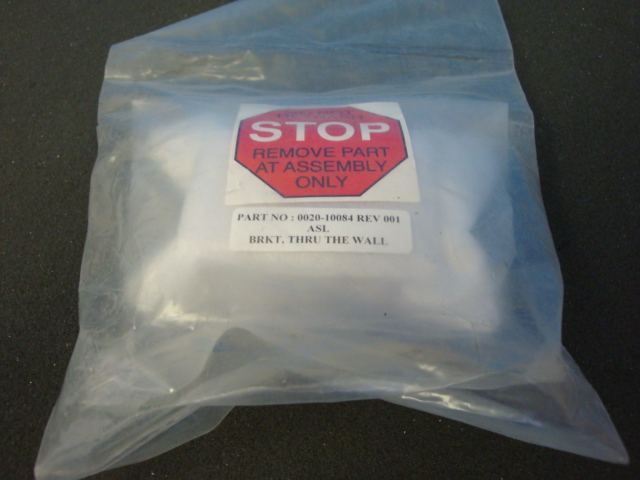 STOP
REMOVE PART
AT ASSEMBLY
ONLY
PART NO : 0020-10084 REV 001
ASL
BRKT, THRU THE WALL